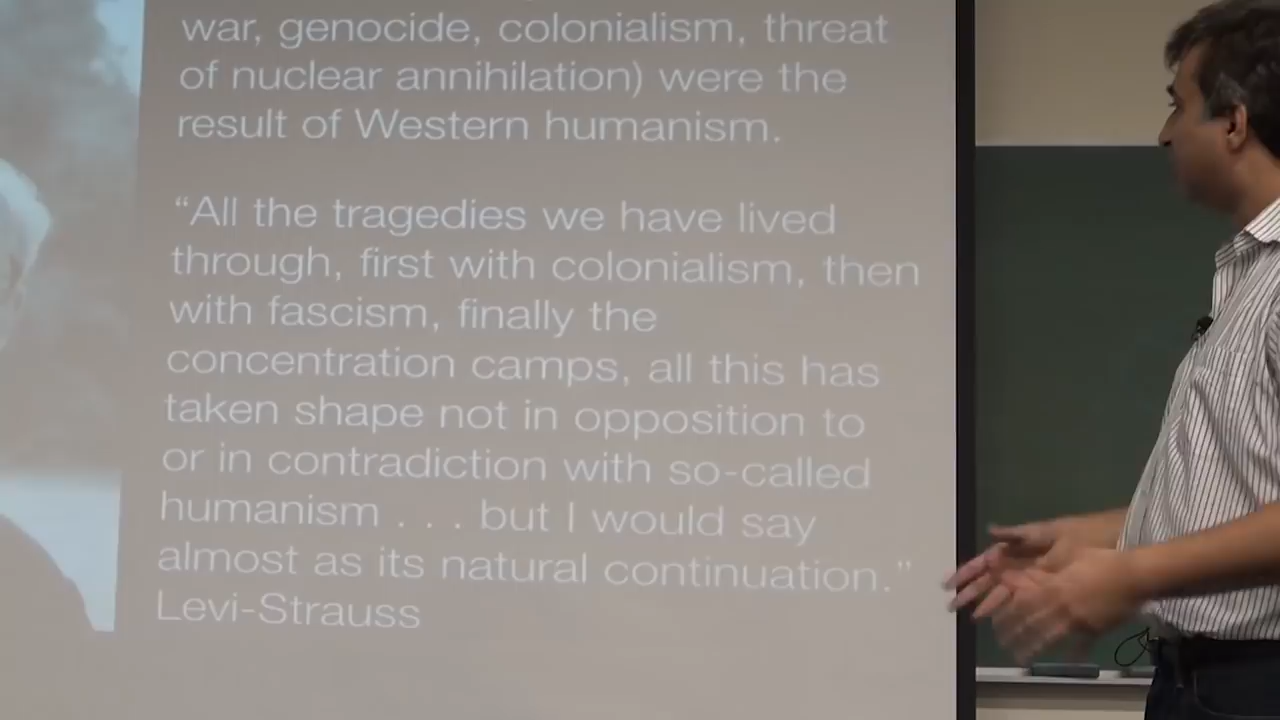 war, genocide, colonialism, threat
of nuclear annihilation) were the
result of Western humanism.
“All the tragedies we have lived
through, first with colonialism, then
with fascism, finally the
concentration camps, all this has
taken shape not in opposition to
or in contradiction with so-called
humanism . . . but I would say
almost as its natural continuation.”
Levi-Strauss